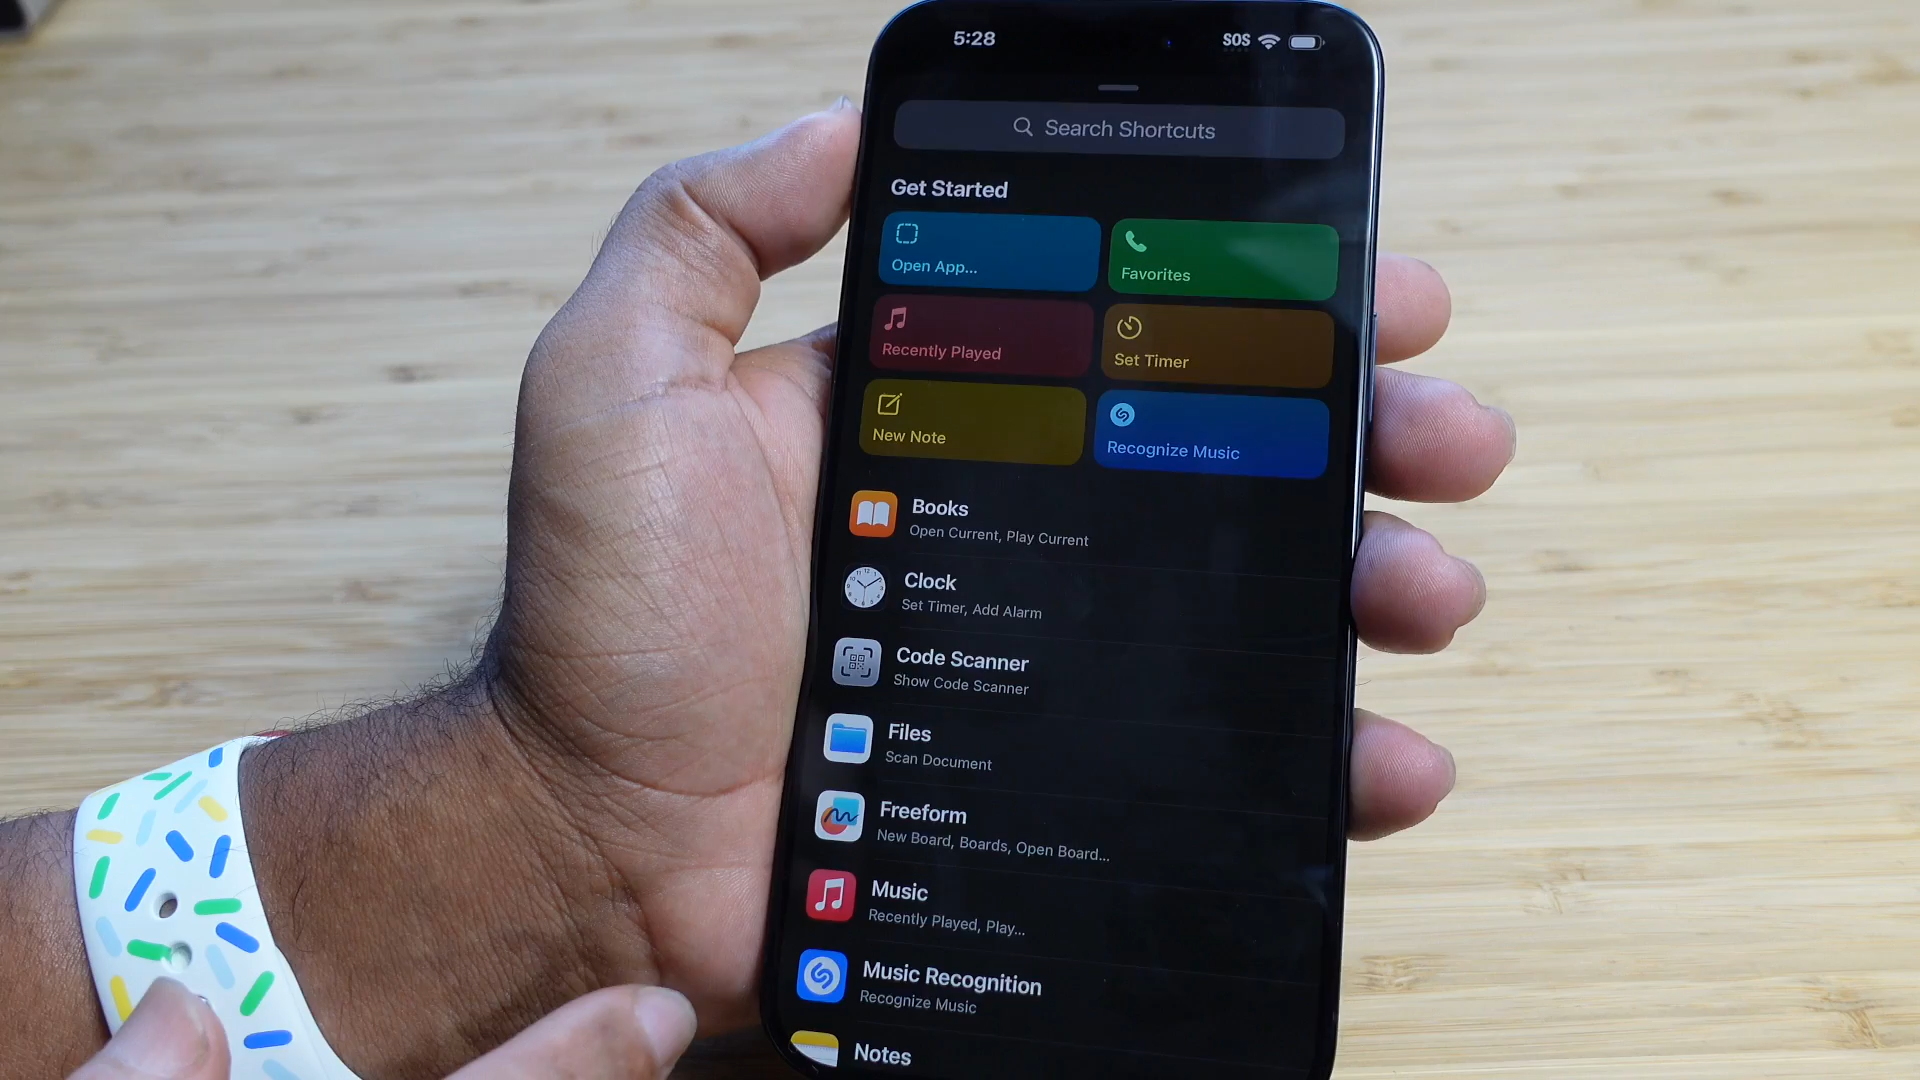 5:28
SOS
Search Shortcuts
Get Started
Open App...
Favorites
Recently Played
Set Timer
New Note
Recognize Music
Books
Open Current, Play Current
Clock
Set Timer, Add Alarm
Code Scanner
Show Code Scanner
Files
Scan Document
Freeform
New Board, Boards, Open Board...
Music
Recently Played, Play...
Music Recognition
Recognize Music
Notes